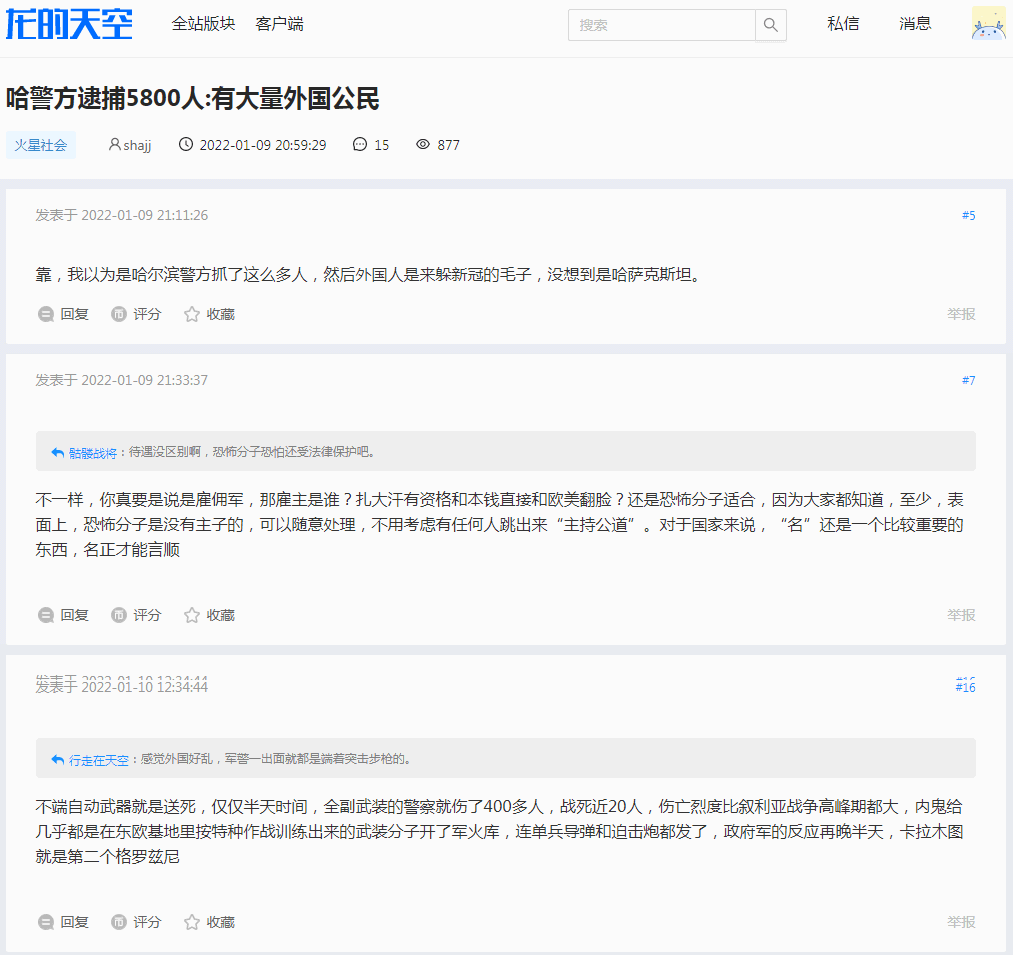 龙的天空 全站版块 客户端 搜索 私信 消息
哈警方逮捕5800人:有大量外国公民
火星社会 shajj 2022-01-09 20:59:29 15 877
发表于 2022-01-09 21:11:26 #5
靠，我以为是哈尔滨警方抓了这么多人，然后外国人是来躲新冠的毛子，没想到是哈萨克斯坦。
回复 币 评分 收藏 举报
发表于 2022-01-09 21:33:37 #7
骷髅战将：待遇没区别啊，恐怖分子恐怕还受法律保护吧。
不一样，你真要是说是雇佣军，那雇主是谁？扎大汗有资格和本钱直接和欧美翻脸？还是恐怖分子适合，因为大家都知道，至少，表
面上，恐怖分子是没有主子的，可以随意处理，不用考虑有任何人跳出来“主持公道”。对于国家来说，“名”还是一个比较重要的
东西，名正才能言顺
回复 币 评分 收藏 举报
发表于 2022-01-10 12:34:44 #16
行走在天空：感觉外国好乱，军警一出面就都是端着突击步枪的。
不端自动武器就是送死，仅仅半天时间，全副武装的警察就伤了400多人，战死近20人，伤亡烈度比叙利亚战争高峰期都大，内鬼给
几乎都是在东欧基地里按特种作战训练出来的武装分子开了军火库，连单兵导弹和迫击炮都发了，政府军的反应再晚半天，卡拉木图
就是第二个格罗兹尼
回复 币 评分 收藏 举报